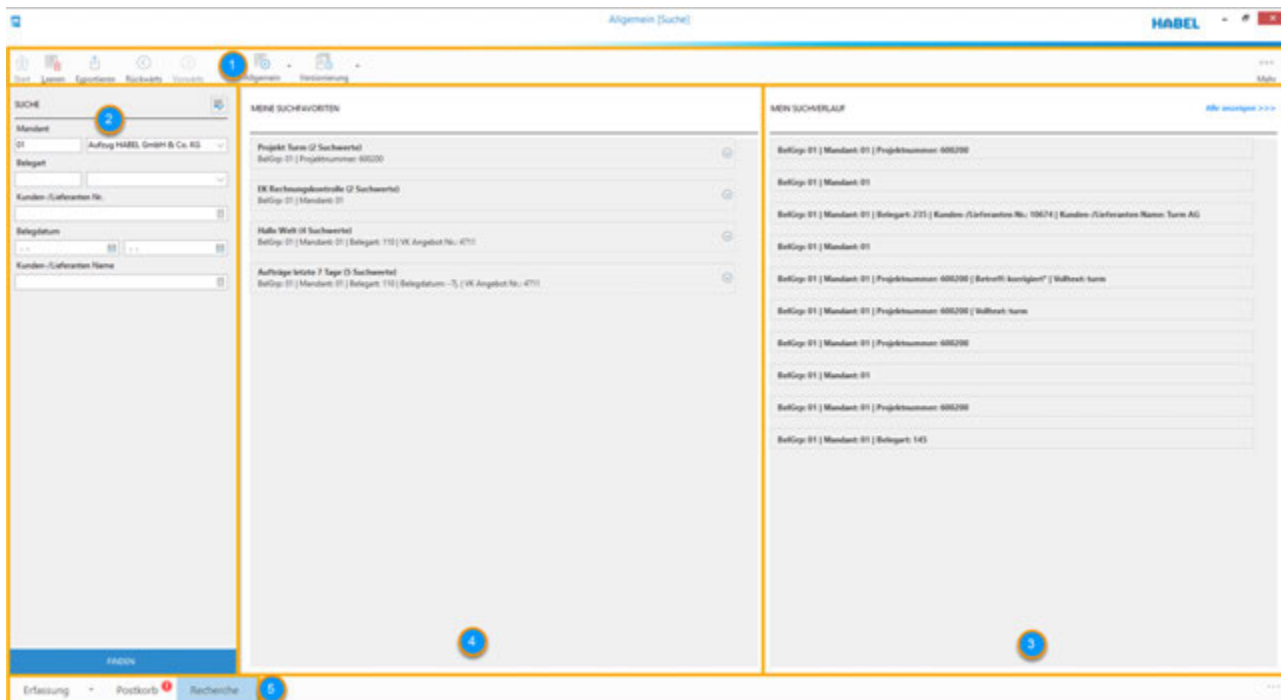 Allgemein [Suche]
HABEL
Start Leeren Exportieren Rückwärts Vorwärts 1 Allgemein Versionierung Mehr
SUCHE
2
Mandant
01 Aufzug HABEL GmbH & Co. KG
Belegart
Kunden-/Lieferanten Nr.
Belegdatum
. . . .
Kunden-/Lieferanten Name
FINDEN
MEINE SUCHFAVORITEN
Projekt Turm (2 Suchwerte)
BelGrp: 01 | Projektnummer: 600200
EK Rechnungskontrolle (2 Suchwerte)
BelGrp: 01 | Mandant: 01
Hallo Welt (4 Suchwerte)
BelGrp: 01 | Mandant: 01 | Belegart: 110 | VK Angebot Nr.: 4711
Aufträge letzte 7 Tage (5 Suchwerte)
BelGrp: 01 | Mandant: 01 | Belegart: 110 | Belegdatum: -7|. | VK Angebot Nr.: 4711
4
MEIN SUCHVERLAUF Alle anzeigen >>>
BelGrp: 01 | Mandant: 01 | Projektnummer: 600200
BelGrp: 01 | Mandant: 01
BelGrp: 01 | Mandant: 01 | Belegart: 235 | Kunden-/Lieferanten Nr.: 10674 | Kunden-/Lieferanten Name: Turm AG
BelGrp: 01 | Mandant: 01
BelGrp: 01 | Mandant: 01 | Projektnummer: 600200 | Betreff: korrigiert* | Volltext: turm
BelGrp: 01 | Mandant: 01 | Projektnummer: 600200 | Volltext: turm
BelGrp: 01 | Mandant: 01 | Projektnummer: 600200
BelGrp: 01 | Mandant: 01
BelGrp: 01 | Mandant: 01 | Projektnummer: 600200
BelGrp: 01 | Mandant: 01 | Belegart: 145
3
Erfassung Postkorb Recherche 5